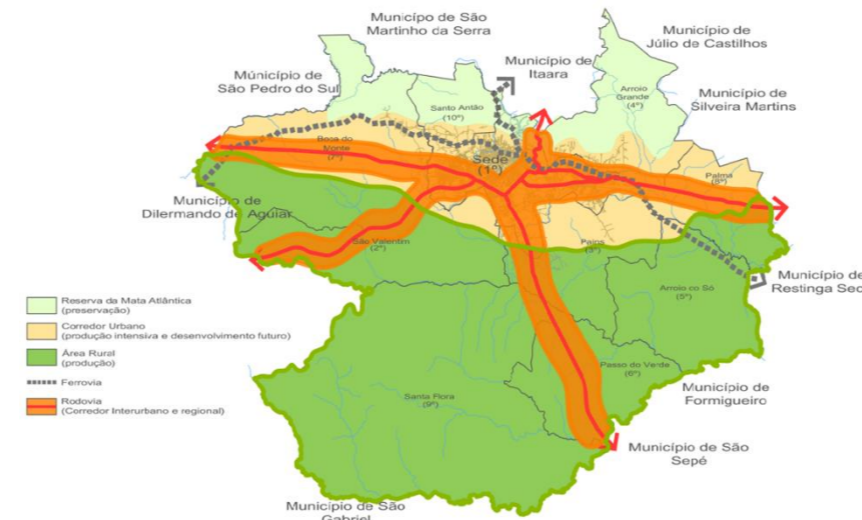 Municípo de São
Martinho da Serra
Município de
Júlio de Castilhos
Município de
Itaara
Múnicípio de
São Pedro do Sul
Arroio
Grande
(4º)
Município de
Silveira Martins
Santo Antão
(10º)
Boca do
Monte
(7º)
Sede
(1º)
Palma
(8º)
Município de
Dilermando de Aguiar
São Valentim
(2º)
Pains
(3º)
Município de
Restinga Sec
Arroio do Só
(5º)
Reserva da Mata Atlântica
(preservação)
Corredor Urbano
(produção intensiva e desenvolvimento futuro)
Área Rural
(produção)
Ferrovia
Rodovia
(Corredor Interurbano e regional)
Passo do Verde
(6º)
Santa Flora
(9º)
Município de
Formigueiro
Município de São
Sepé
Município de São
Gabriel